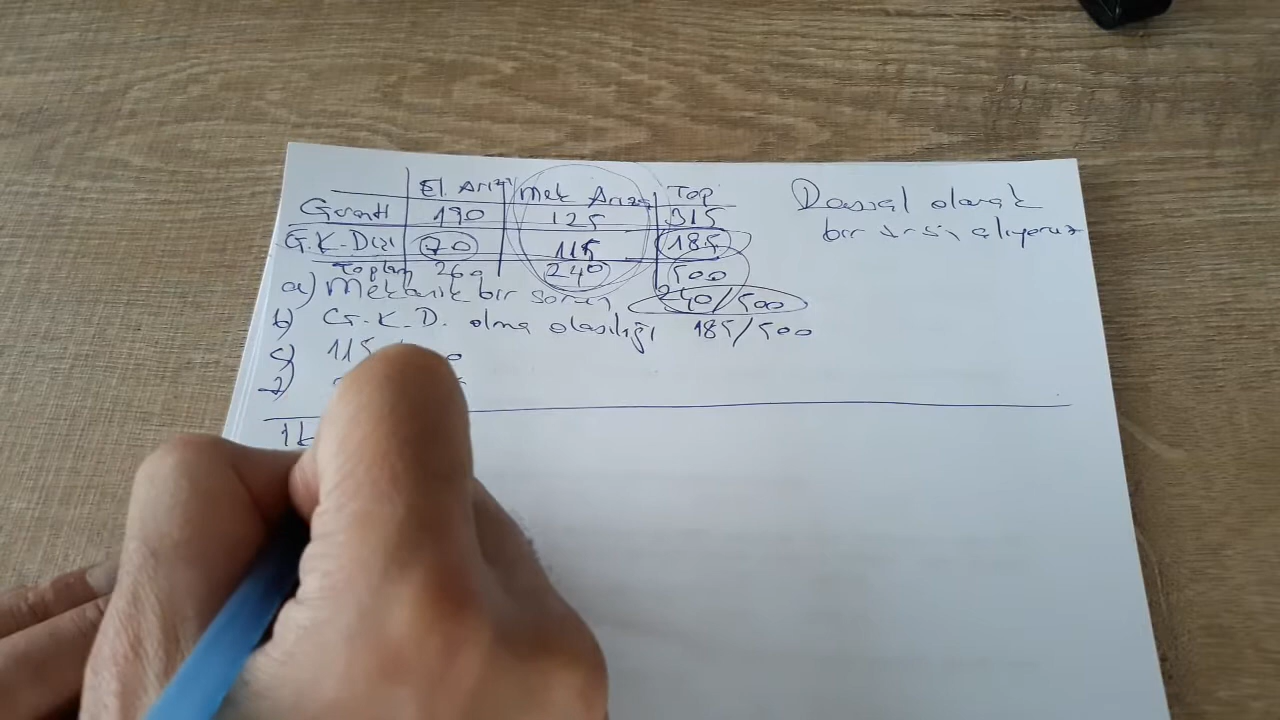 El. Arıza Mek Arıza Top
Garanti 190 125 315
G.K.Dışı 70 115 185
Toplam 260 240 500
Rassal olarak
bir ürün alıyoruz
a) Mekanik bir sorun 240/500
b) G.K.D. olma olasılığı 185/500
c) 115
d)